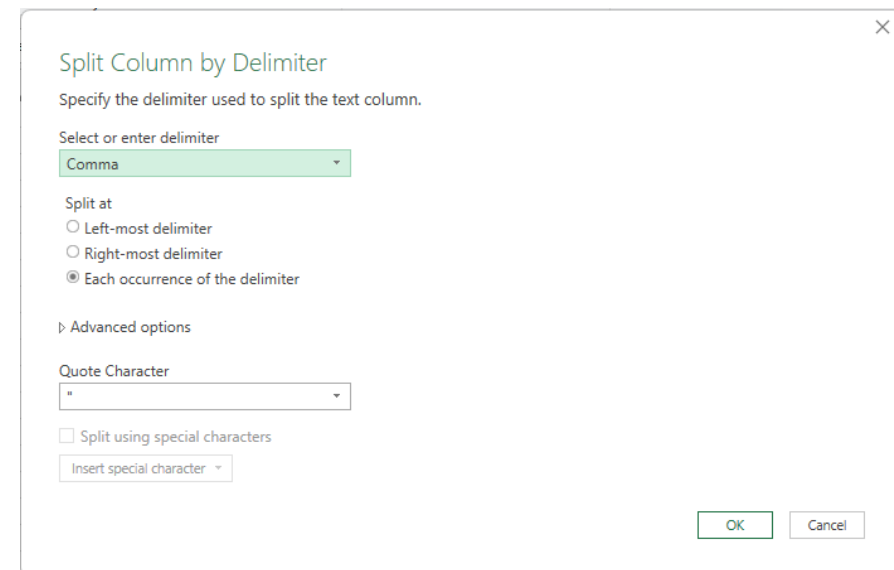 Split Column by Delimiter
Specify the delimiter used to split the text column.
Select or enter delimiter
Comma
Split at
Left-most delimiter
Right-most delimiter
Each occurrence of the delimiter
Advanced options
Quote Character
"
Split using special characters
Insert special character
OK Cancel